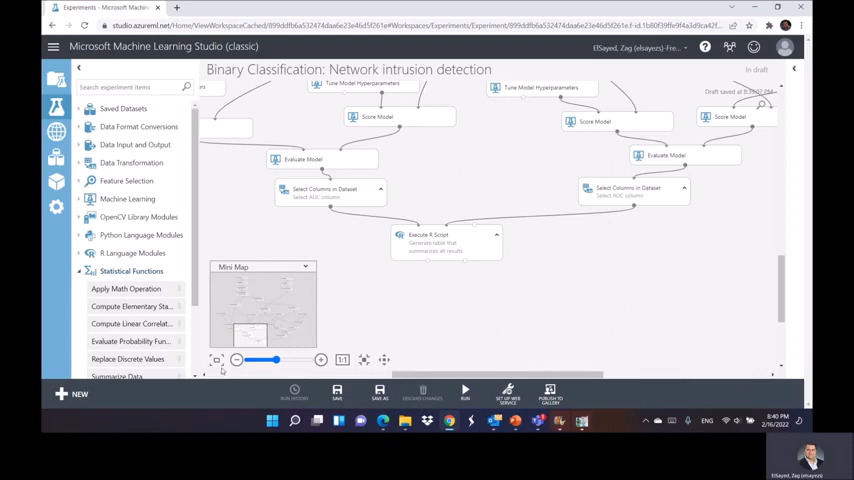 Experiments - Microsoft Machine
studio.azureml.net/Home/ViewWorkspaceCached/899ddfb6a532474daa6e23e46d5f261e#Workspaces/Experiments/Experiment/899ddfb6a532474daa6e23e46d5f261e.f-id.1b80f39ffe9f47049c022f53...
Microsoft Machine Learning Studio (classic)
ElSayed, Zag (elsayezs)-Fre...
Binary Classification: Network intrusion detection
In draft
Search experiment items
Draft saved at
Saved Datasets
Data Format Conversions
Data Input and Output
Data Transformation
Feature Selection
Machine Learning
OpenCV Library Modules
Python Language Modules
R Language Modules
Statistical Functions
Apply Math Operation
Compute Elementary Sta...
Compute Linear Correlat...
Evaluate Probability Fun...
Replace Discrete Values
Summarize Data
Tune Model Hyperparameters
Tune Model Hyperparameters
Score Model
Score Model
Score Model
Evaluate Model
Evaluate Model
Select Columns in Dataset
Select AUC column
Select Columns in Dataset
Select AUC column
Execute R Script
Generate table that
summarizes all results
Mini Map
1:1
NEW
RUN HISTORY
SAVE
SAVE AS
DISCARD CHANGES
RUN
SET UP WEB
SERVICE
PUBLISH TO
GALLERY
ENG
8:40 PM
2/16/2022
ElSayed, Zag (elsayezs)